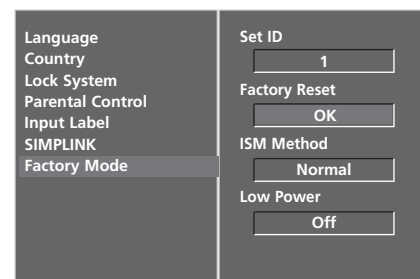 Language
Country
Lock System
Parental Control
Input Label
SIMPLINK
Factory Mode
Set ID
1
Factory Reset
OK
ISM Method
Normal
Low Power
Off